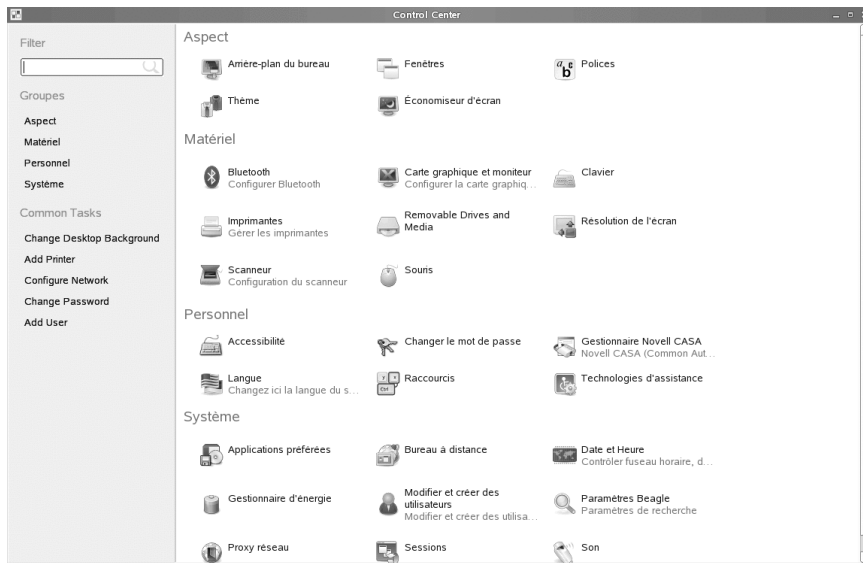 Control Center
Filter
Groupes
Aspect
Matériel
Personnel
Système
Common Tasks
Change Desktop Background
Add Printer
Configure Network
Change Password
Add User
Aspect
Arrière-plan du bureau
Fenêtres
Polices
Thème
Économiseur d'écran
Matériel
Bluetooth
Configurer Bluetooth
Carte graphique et moniteur
Configurer la carte graphiq...
Clavier
Imprimantes
Gérer les imprimantes
Removable Drives and
Media
Résolution de l'écran
Scanneur
Configuration du scanneur
Souris
Personnel
Accessibilité
Changer le mot de passe
Gestionnaire Novell CASA
Novell CASA (Common Aut...
Langue
Changez ici la langue du s...
Raccourcis
Technologies d'assistance
Système
Applications préférées
Bureau à distance
Date et Heure
Contrôler fuseau horaire, d...
Gestionnaire d'énergie
Modifier et créer des
utilisateurs
Modifier et créer des utilisa...
Paramètres Beagle
Paramètres de recherche
Proxy réseau
Sessions
Son